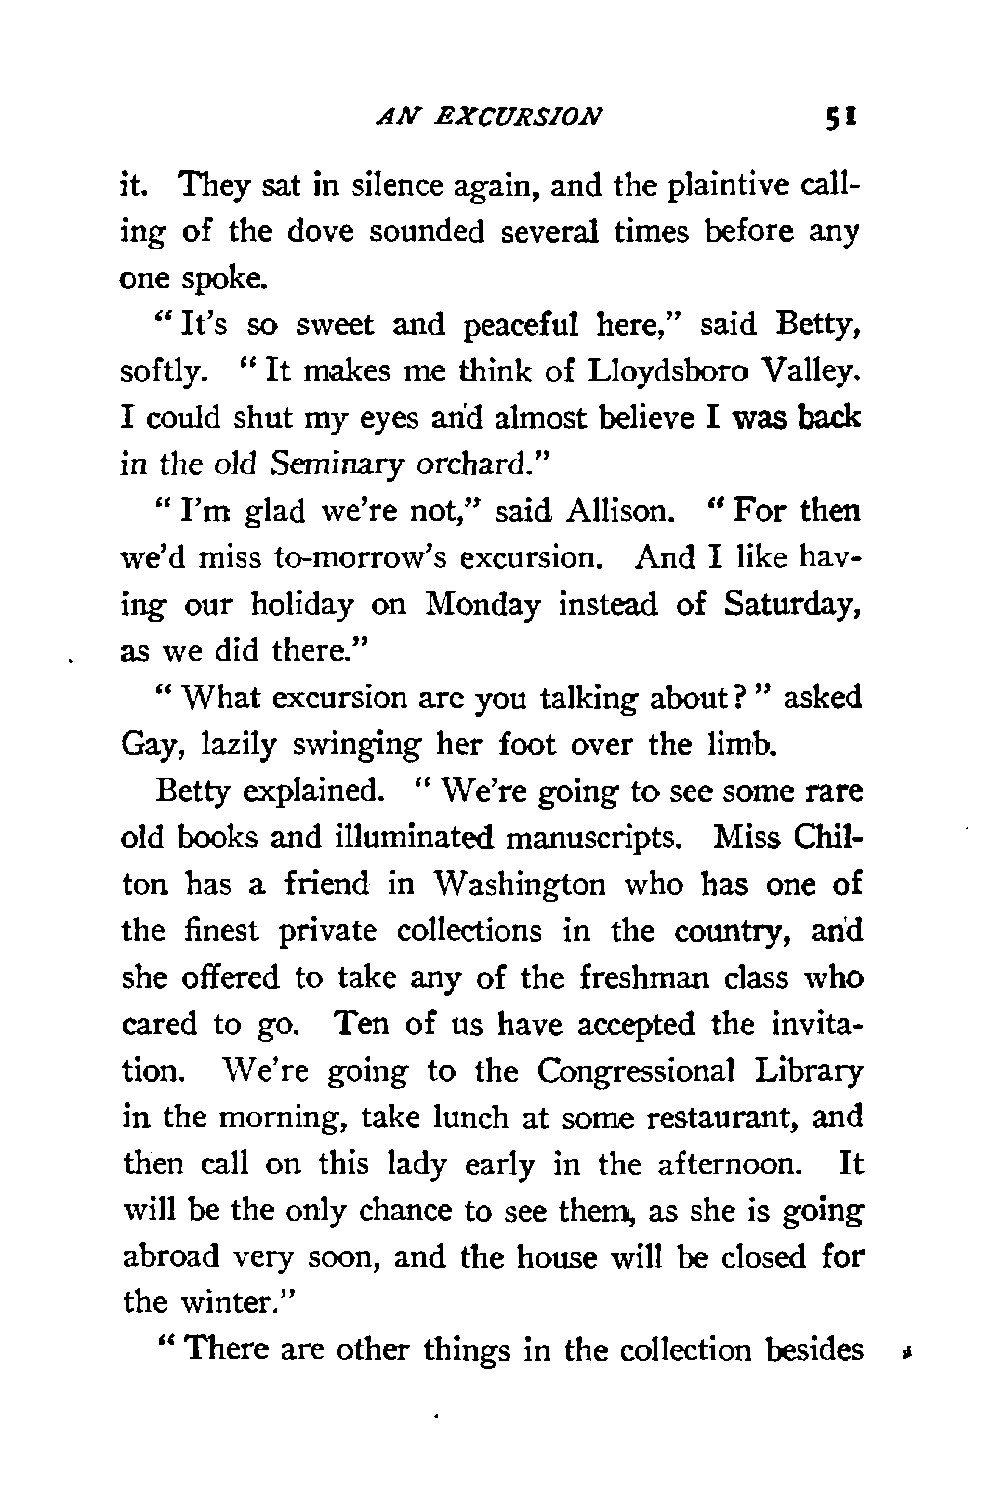 AN EXCURSION 51
it. They sat in silence again, and the plaintive call-
ing of the dove sounded several times before any
one spoke.
“ It’s so sweet and peaceful here,” said Betty,
softly. “ It makes me think of Lloydsboro Valley.
I could shut my eyes and almost believe I was back
in the old Seminary orchard.”
“ I’m glad we’re not,” said Allison. “ For then
we’d miss to-morrow’s excursion. And I like hav-
ing our holiday on Monday instead of Saturday,
as we did there.”
“ What excursion are you talking about? ” asked
Gay, lazily swinging her foot over the limb.
Betty explained. “ We’re going to see some rare
old books and illuminated manuscripts. Miss Chil-
ton has a friend in Washington who has one of
the finest private collections in the country, and
she offered to take any of the freshman class who
cared to go. Ten of us have accepted the invita-
tion. We’re going to the Congressional Library
in the morning, take lunch at some restaurant, and
then call on this lady early in the afternoon. It
will be the only chance to see them, as she is going
abroad very soon, and the house will be closed for
the winter.”
“ There are other things in the collection besides